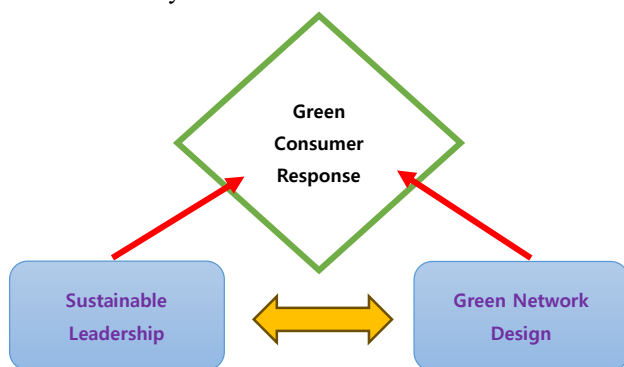 Green
Consumer
Response
Sustainable
Leadership
Green Network
Design